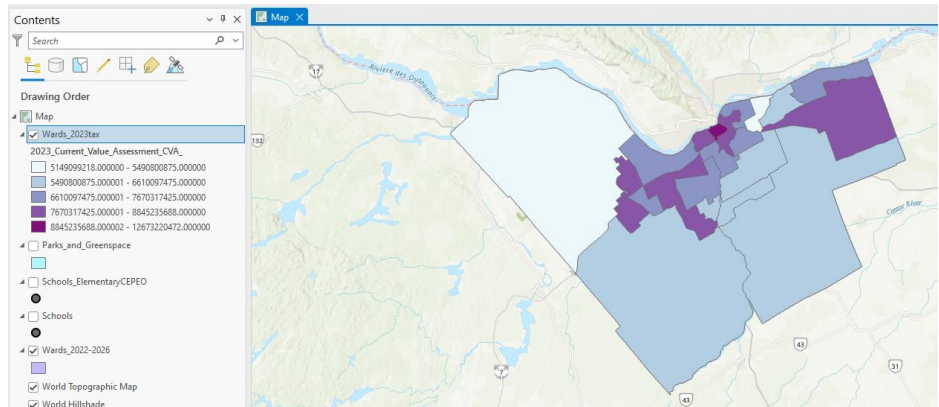 Contents
Search
Drawing Order
Map
Wards_2023tax
2023_Current_Value_Assessment_CVA_
5149099218.000000 - 5490800875.000000
5490800875.000001 - 6610097475.000000
6610097475.000001 - 7670317425.000000
7670317425.000001 - 8845235688.000000
8845235688.000002 - 12673220472.000000
Parks_and_Greenspace
Schools_ElementaryCEPEO
Schools
Wards_2022-2026
World Topographic Map
World Hillshade
Map
17
Rivière des Outaouais
132
Castor River
43
31
7
43